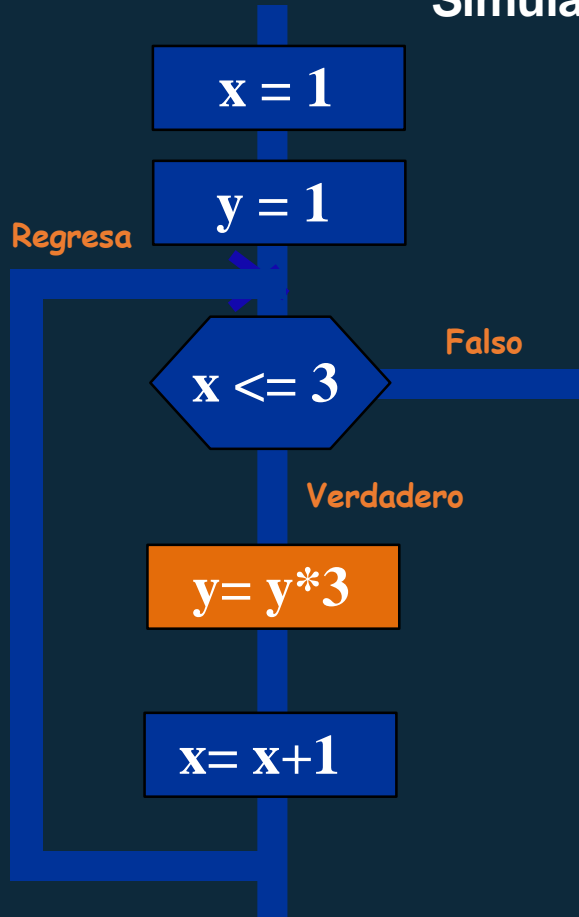 x = 1
y = 1
Regresa
x <= 3
Falso
Verdadero
y= y*3
x= x+1